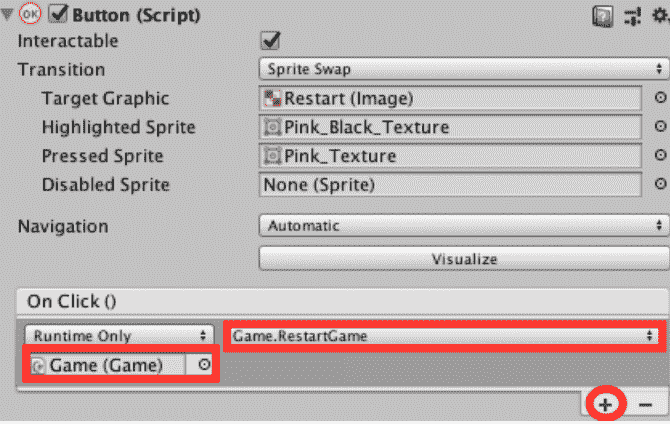 OK Button (Script)
Interactable
Transition Sprite Swap
Target Graphic Restart (Image)
Highlighted Sprite Pink_Black_Texture
Pressed Sprite Pink_Texture
Disabled Sprite None (Sprite)
Navigation Automatic
Visualize
On Click ()
Runtime Only Game.RestartGame
Game (Game)